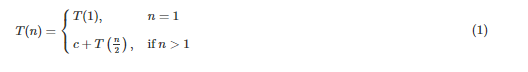 T(n) = { T(1), n = 1
c + T(n/2), if n > 1 (1)